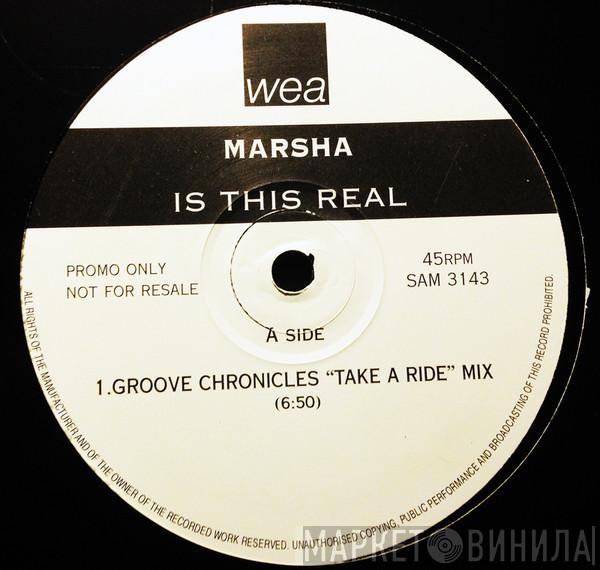 wea
MARSHA
IS THIS REAL
PROMO ONLY
NOT FOR RESALE
45RPM
SAM 3143
A SIDE
1.GROOVE CHRONICLES “TAKE A RIDE” MIX
(6:50)
ALL RIGHTS OF THE MANUFACTURER AND OF THE OWNER OF THE RECORDED WORK RESERVED. UNAUTHORISED COPYING, PUBLIC PERFORMANCE AND BROADCASTING OF THIS RECORD PROHIBITED.
МАРКЕТ ВИНИЛА